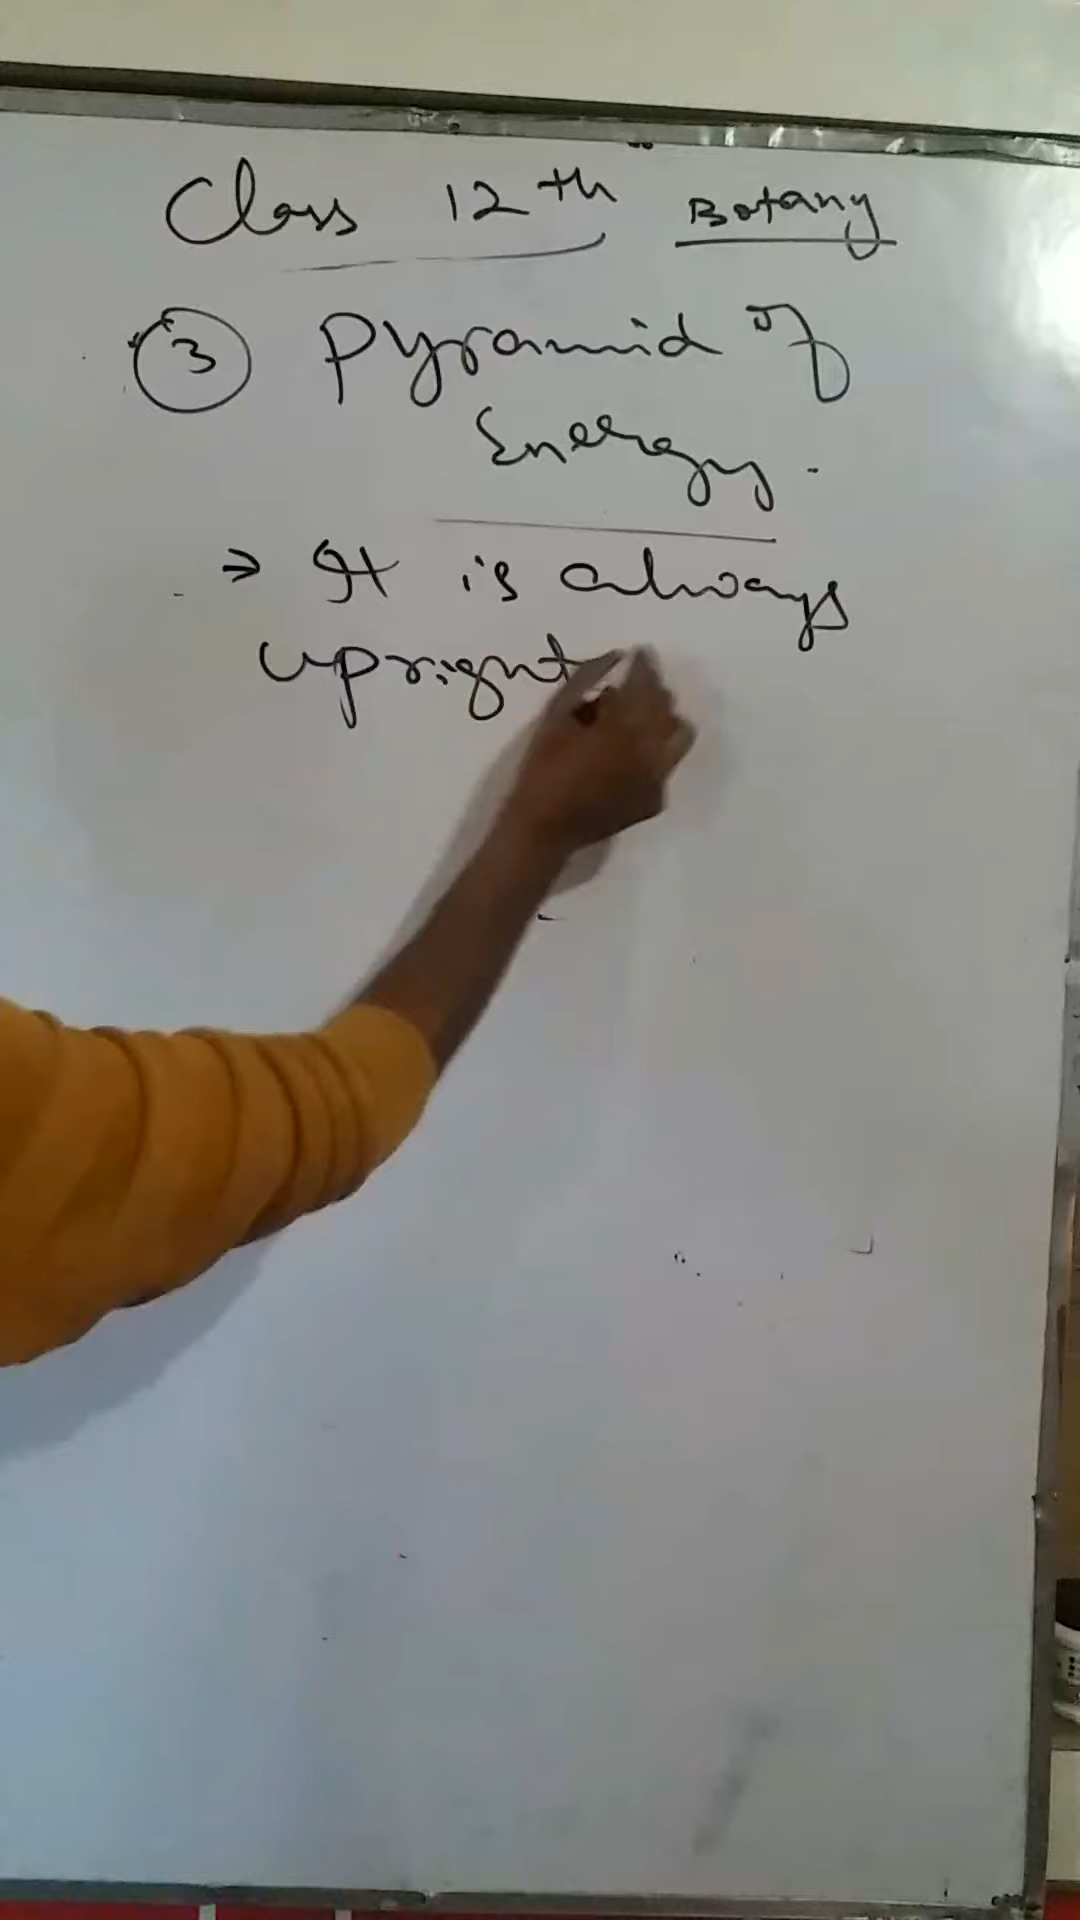 Class 12th Botany
3 Pyramid of
Energy.
→ It is always
upright